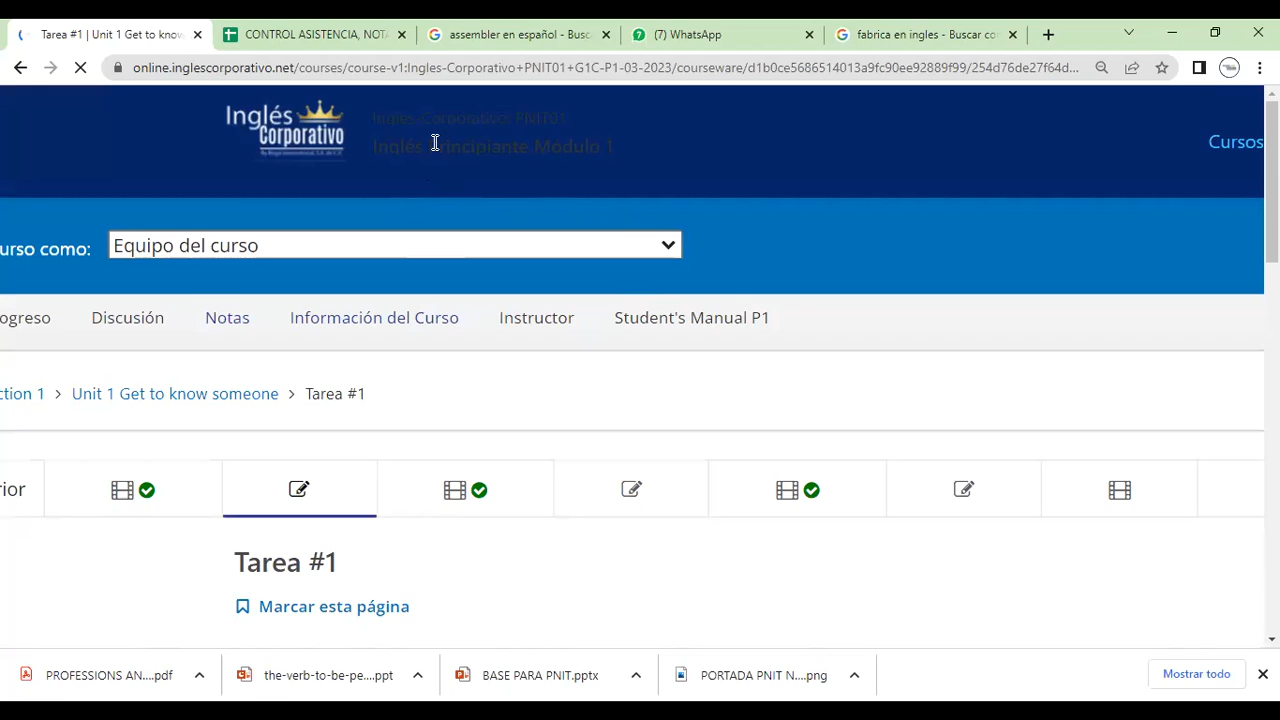 Tarea #1 | Unit 1 Get to know
CONTROL ASISTENCIA, NOTA
assembler en español - Busc
(7) WhatsApp
fabrica en ingles - Buscar co
online.inglescorporativo.net/courses/course-v1:Ingles-Corporativo+PNIT01+G1C-P1-03-2023/courseware/d1b0ce5686514013a9fc90ee92889f99/254d76de27f64d...
Inglés
Corporativo
Ingles-Corporativo: PNIT01
Inglés Principiante Módulo 1
Cursos
urso como:
Equipo del curso
ogreso
Discusión
Notas
Información del Curso
Instructor
Student's Manual P1
ction 1 > Unit 1 Get to know someone > Tarea #1
rior
Tarea #1
Marcar esta página
PROFESSIONS AN....pdf
the-verb-to-be-pe....ppt
BASE PARA PNIT.pptx
PORTADA PNIT N....png
Mostrar todo